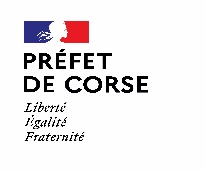 PRÉFET
DE CORSE
Liberté
Égalité
Fraternité